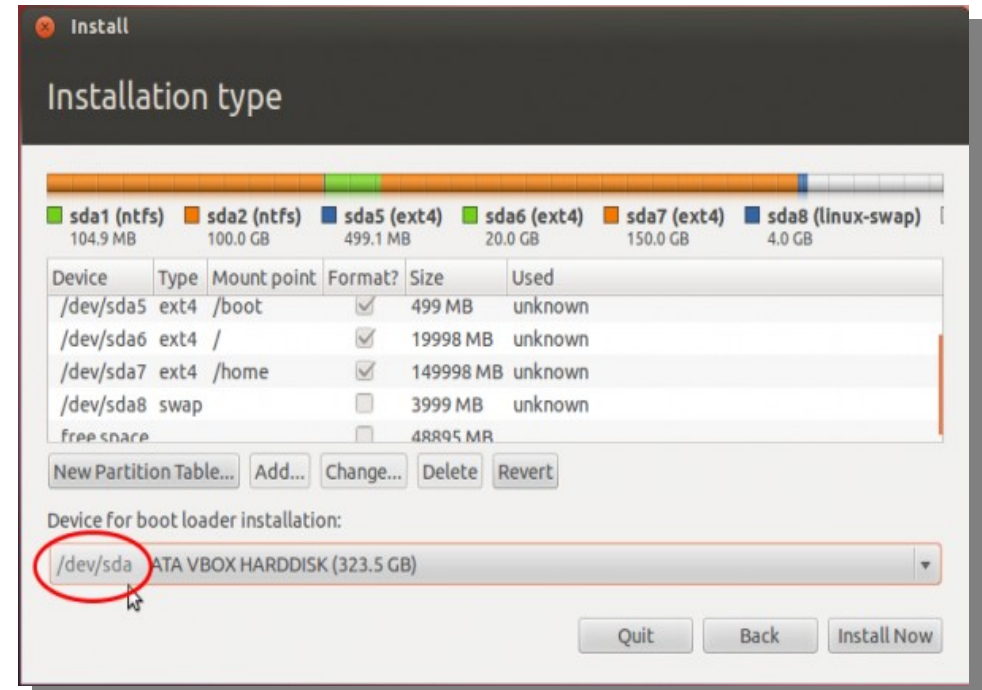 Install
Installation type
sda1 (ntfs) sda2 (ntfs) sda5 (ext4) sda6 (ext4) sda7 (ext4) sda8 (linux-swap)
104.9 MB 100.0 GB 499.1 MB 20.0 GB 150.0 GB 4.0 GB
Device Type Mount point Format? Size Used
/dev/sda5 ext4 /boot 499 MB unknown
/dev/sda6 ext4 / 19998 MB unknown
/dev/sda7 ext4 /home 149998 MB unknown
/dev/sda8 swap 3999 MB unknown
free space 48895 MB
New Partition Table... Add... Change... Delete Revert
Device for boot loader installation:
/dev/sda ATA VBOX HARDDISK (323.5 GB)
Quit Back Install Now